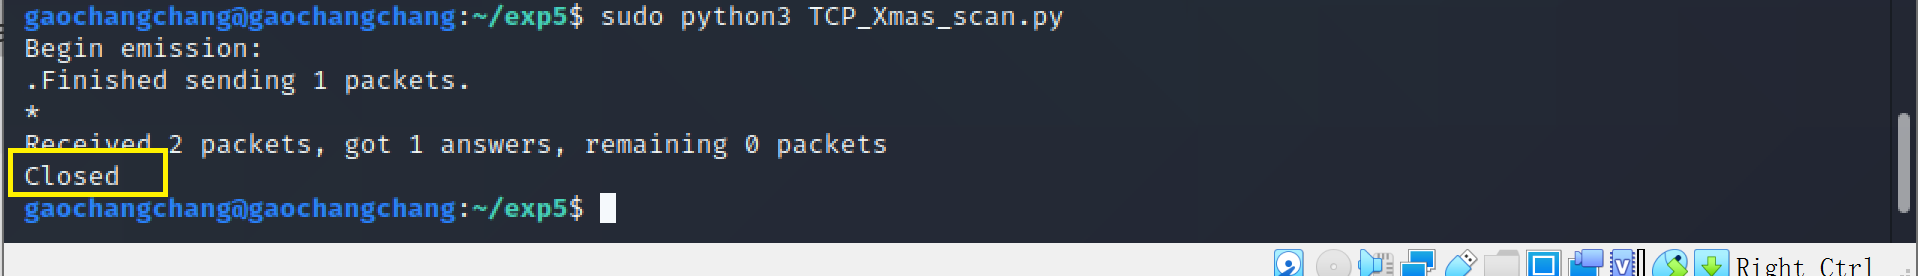 gaochangchang@gaochangchang:~/exp5$ sudo python3 TCP_Xmas_scan.py
Begin emission:
.Finished sending 1 packets.
*
Received 2 packets, got 1 answers, remaining 0 packets
Closed
gaochangchang@gaochangchang:~/exp5$
Right Ctrl